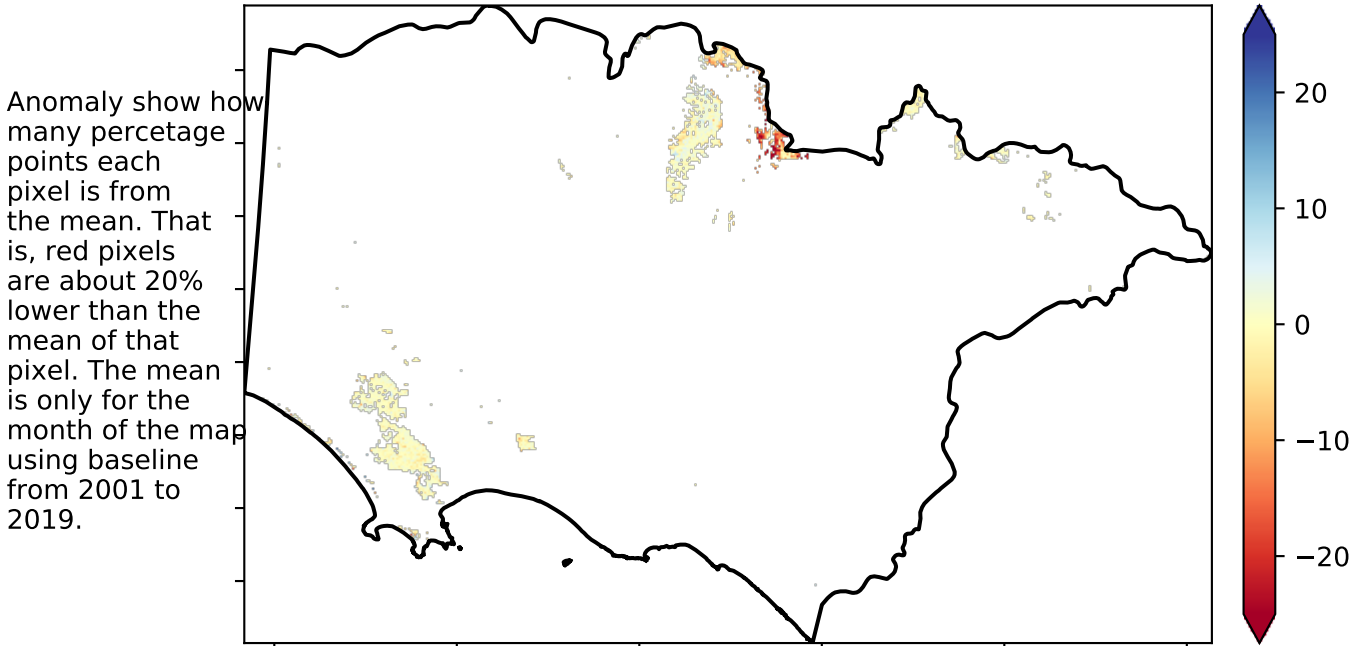 Anomaly show how
many percetage
points each
pixel is from
the mean. That
is, red pixels
are about 20%
lower than the
mean of that
pixel. The mean
is only for the
month of the map
using baseline
from 2001 to
2019.
20
10
0
−10
−20